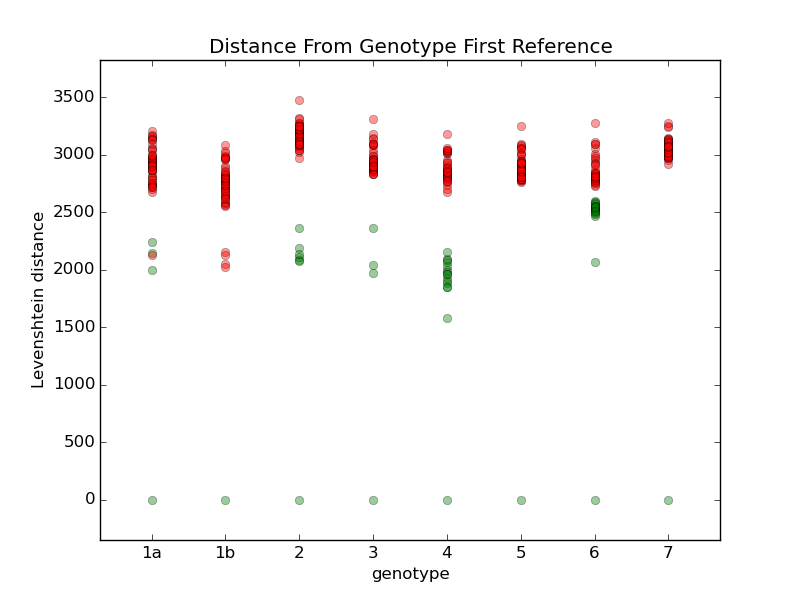 Distance From Genotype First Reference
3500
3000
2500
2000
1500
1000
500
0
Levenshtein distance
1a 1b 2 3 4 5 6 7
genotype